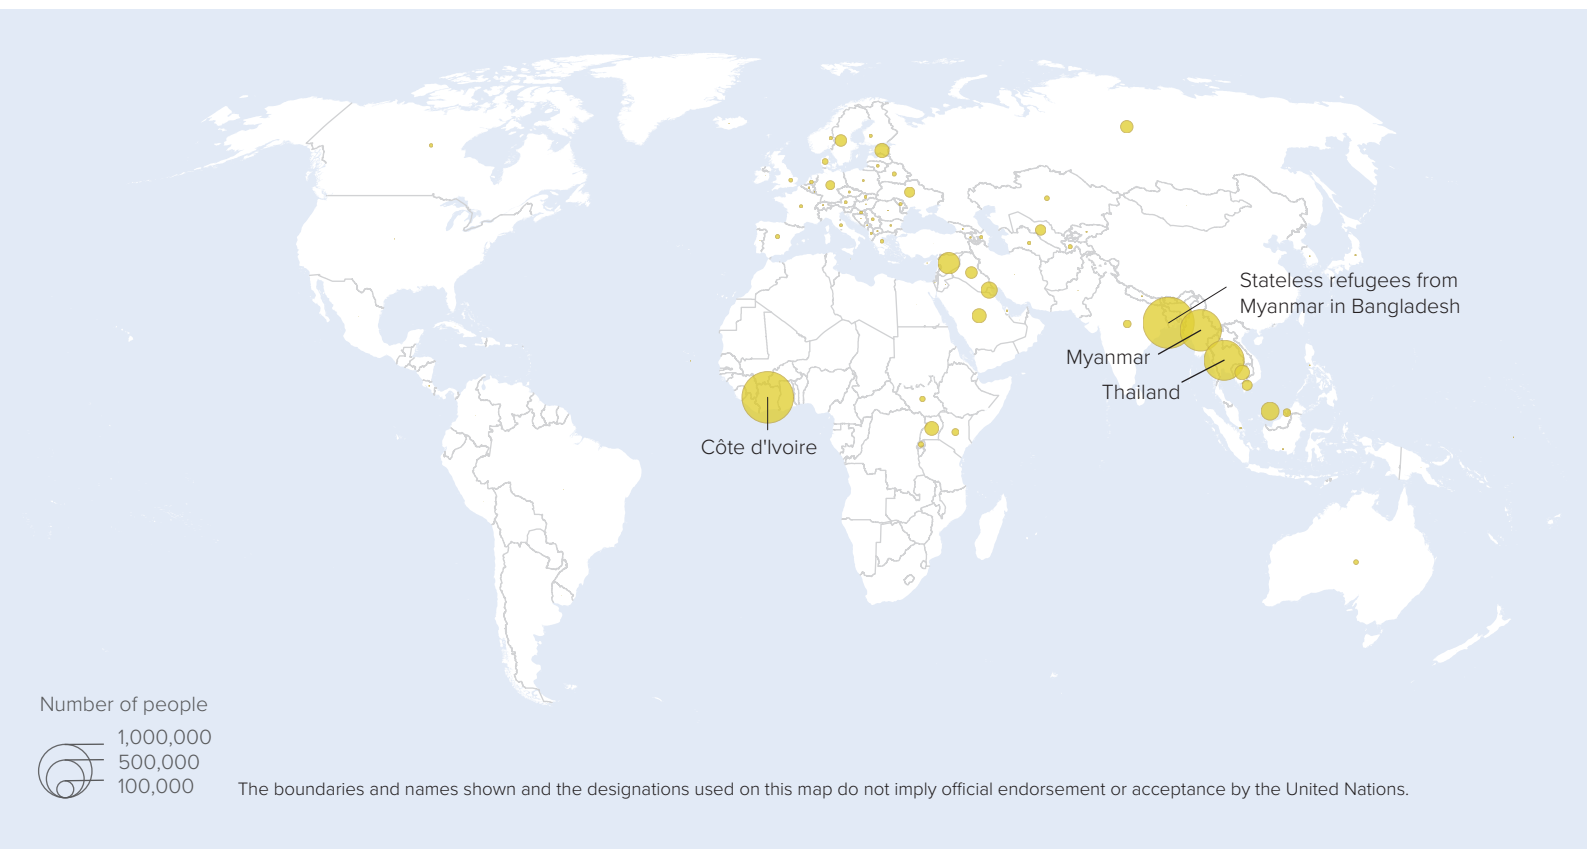 Stateless refugees from
Myanmar in Bangladesh
Myanmar
Thailand
Côte d'Ivoire
Number of people
1,000,000
500,000
100,000
The boundaries and names shown and the designations used on this map do not imply official endorsement or acceptance by the United Nations.